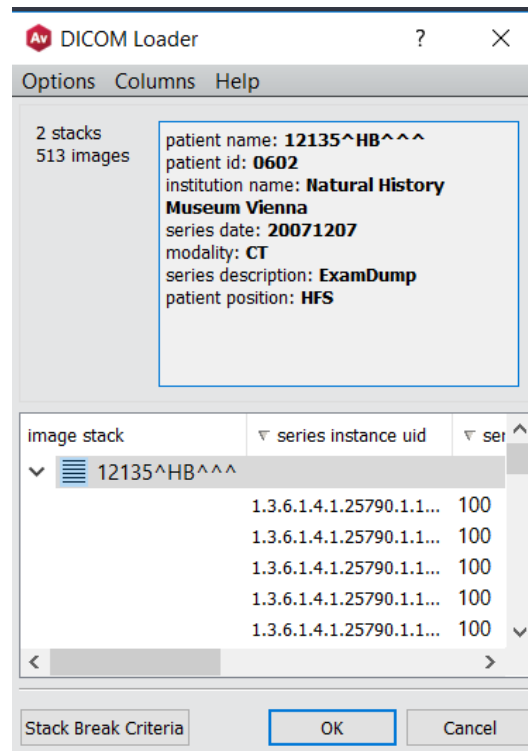 Av DICOM Loader ?
Options Columns Help
2 stacks
513 images
patient name: 12135^HB^^^
patient id: 0602
institution name: Natural History
Museum Vienna
series date: 20071207
modality: CT
series description: ExamDump
patient position: HFS
image stack series instance uid ser
12135^HB^^^
1.3.6.1.4.1.25790.1.1... 100
1.3.6.1.4.1.25790.1.1... 100
1.3.6.1.4.1.25790.1.1... 100
1.3.6.1.4.1.25790.1.1... 100
1.3.6.1.4.1.25790.1.1... 100
Stack Break Criteria OK Cancel